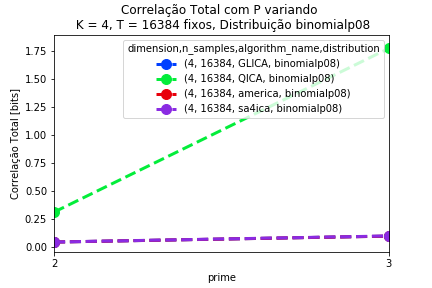 Correlação Total com P variando
K = 4, T = 16384 fixos, Distribuição binomialp08
dimension,n_samples,algorithm_name,distribution
(4, 16384, GLICA, binomialp08)
(4, 16384, QICA, binomialp08)
(4, 16384, america, binomialp08)
(4, 16384, sa4ica, binomialp08)
Correlação Total [bits]
1.75
1.50
1.25
1.00
0.75
0.50
0.25
0.00
2
3
prime